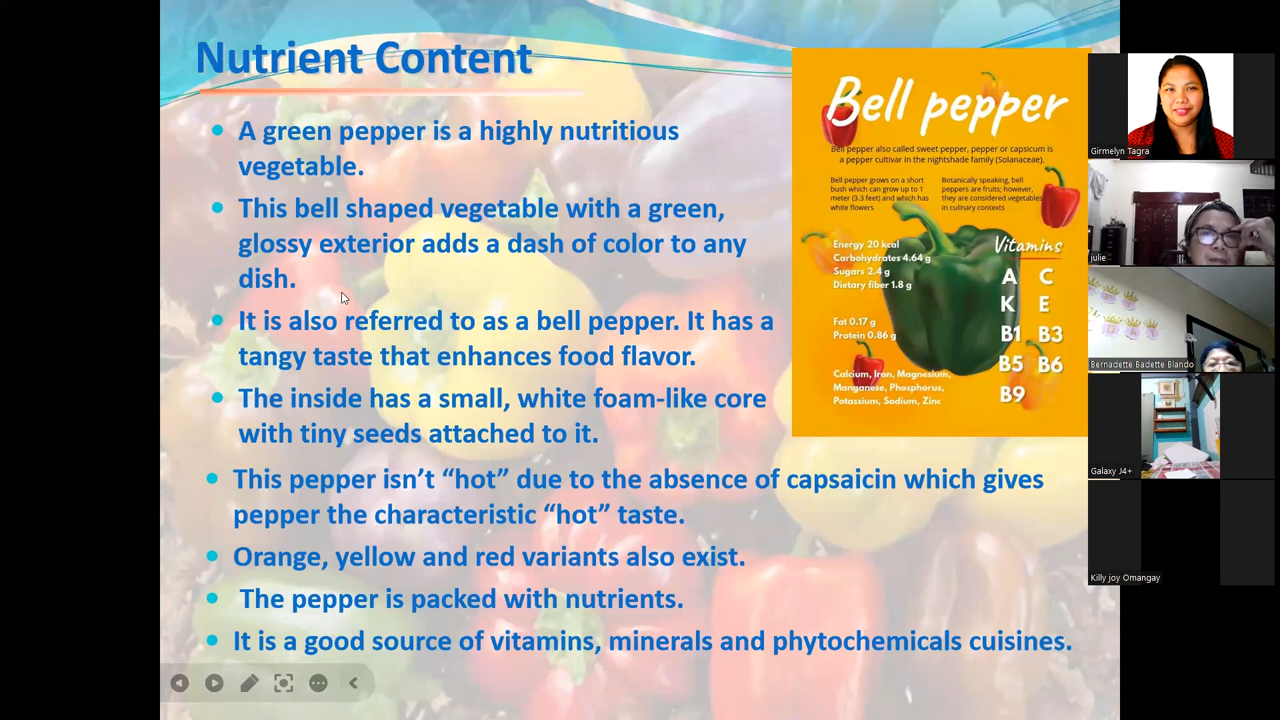 Nutrient Content
A green pepper is a highly nutritious
vegetable.
This bell shaped vegetable with a green,
glossy exterior adds a dash of color to any
dish.
It is also referred to as a bell pepper. It has a
tangy taste that enhances food flavor.
The inside has a small, white foam-like core
with tiny seeds attached to it.
This pepper isn't “hot” due to the absence of capsaicin which gives
pepper the characteristic “hot” taste.
Orange, yellow and red variants also exist.
The pepper is packed with nutrients.
It is a good source of vitamins, minerals and phytochemicals cuisines.
Bell pepper
Bell pepper also called sweet pepper, pepper or capsicum is
a pepper cultivar in the nightshade family (Solanaceae).
Bell pepper grows on a short
bush which can grow up to 1
meter (3.3 feet) and which has
white flowers
Botanically speaking, bell
peppers are fruits; however,
they are considered vegetables
in culinary contexts
Energy 20 kcal
Carbohydrates 4.64 g
Sugars 2.4 g
Dietary fiber 1.8 g
Fat 0.17 g
Protein 0.86 g
Calcium, Iron, Magnesium,
Manganese, Phosphorus,
Potassium, Sodium, Zinc
Vitamins
A C
K E
B1 B3
B5 B6
B9
Girmelyn Tagra
julie
Bernadette Badette Blando
Galaxy J4+
Killy joy Omangay